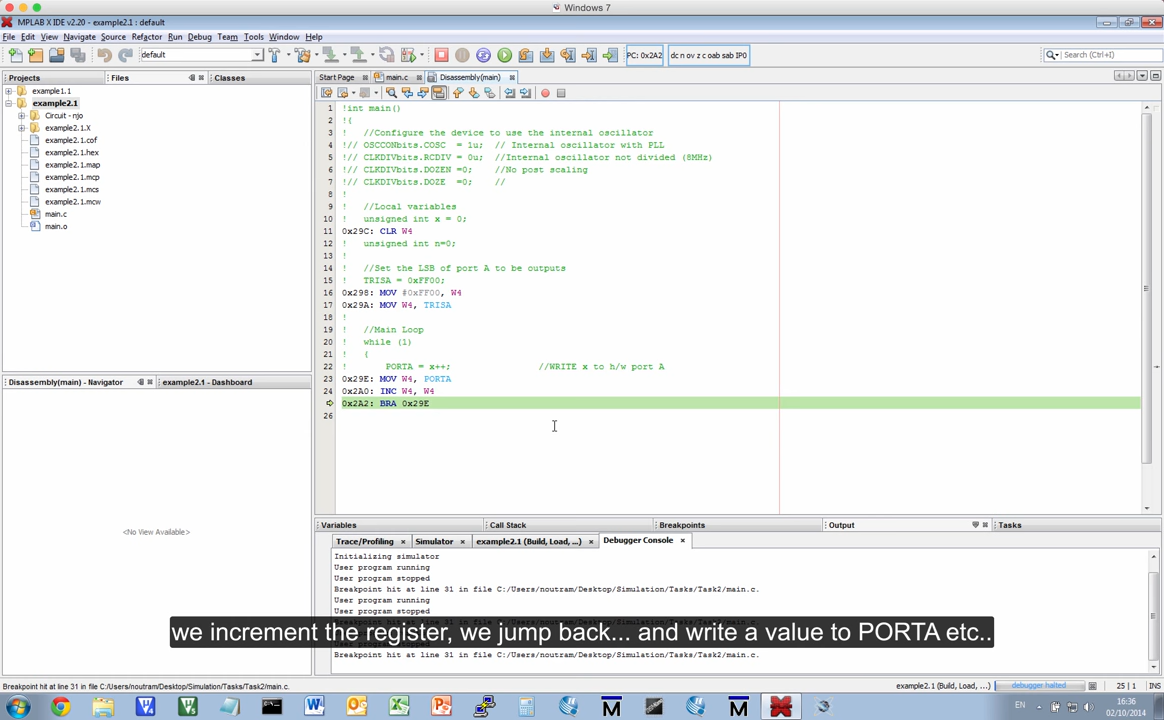 Windows 7
MPLAB X IDE v2.20 - example2.1 : default
File Edit View Navigate Source Refactor Run Debug Team Tools Window Help
default
PC: 0x2A2
dc n ov z c oab sab IP0
Search (Ctrl+I)
Projects
Files
Classes
example1.1
example2.1
Circuit - njo
example2.1.X
example2.1.cof
example2.1.hex
example2.1.map
example2.1.mcp
example2.1.mcs
example2.1.mcw
main.c
main.o
Disassembly(main) - Navigator
example2.1 - Dashboard
<No View Available>
Start Page
main.c
Disassembly(main)
1 !int main()
2 !{
3 ! //Configure the device to use the internal oscillator
4 !// OSCCONbits.COSC = 1u; // Internal oscillator with PLL
5 !// CLKDIVbits.RCDIV = 0u; //Internal oscillator not divided (8MHz)
6 !// CLKDIVbits.DOZEN =0; //No post scaling
7 !// CLKDIVbits.DOZE =0; //
8 !
9 ! //Local variables
10 ! unsigned int x = 0;
11 0x29C: CLR W4
12 ! unsigned int n=0;
13 !
14 ! //Set the LSB of port A to be outputs
15 ! TRISA = 0xFF00;
16 0x298: MOV #0xFF00, W4
17 0x29A: MOV W4, TRISA
18 !
19 ! //Main Loop
20 ! while (1)
21 ! {
22 ! PORTA = x++; //WRITE x to h/w port A
23 0x29E: MOV W4, PORTA
24 0x2A0: INC W4, W4
0x2A2: BRA 0x29E
26
Variables
Call Stack
Breakpoints
Output
Tasks
Trace/Profiling
Simulator
example2.1 (Build, Load, ...)
Debugger Console
Initializing simulator
User program running
User program stopped
Breakpoint hit at line 31 in file C:/Users/noutram/Desktop/Simulation/Tasks/Task2/main.c.
User program running
User program stopped
we increment the register, we jump back... and write a value to PORTA etc..
Breakpoint hit at line 31 in file C:/Users/noutram/Desktop/Simulation/Tasks/Task2/main.c.
Breakpoint hit at line 31 in file C:/Users/noutram/Desktop/Simulation/Tasks/Task2/main.c.
example2.1 (Build, Load, ...)
debugger halted
25 | 1
INS
EN
16:36
02/10/2014